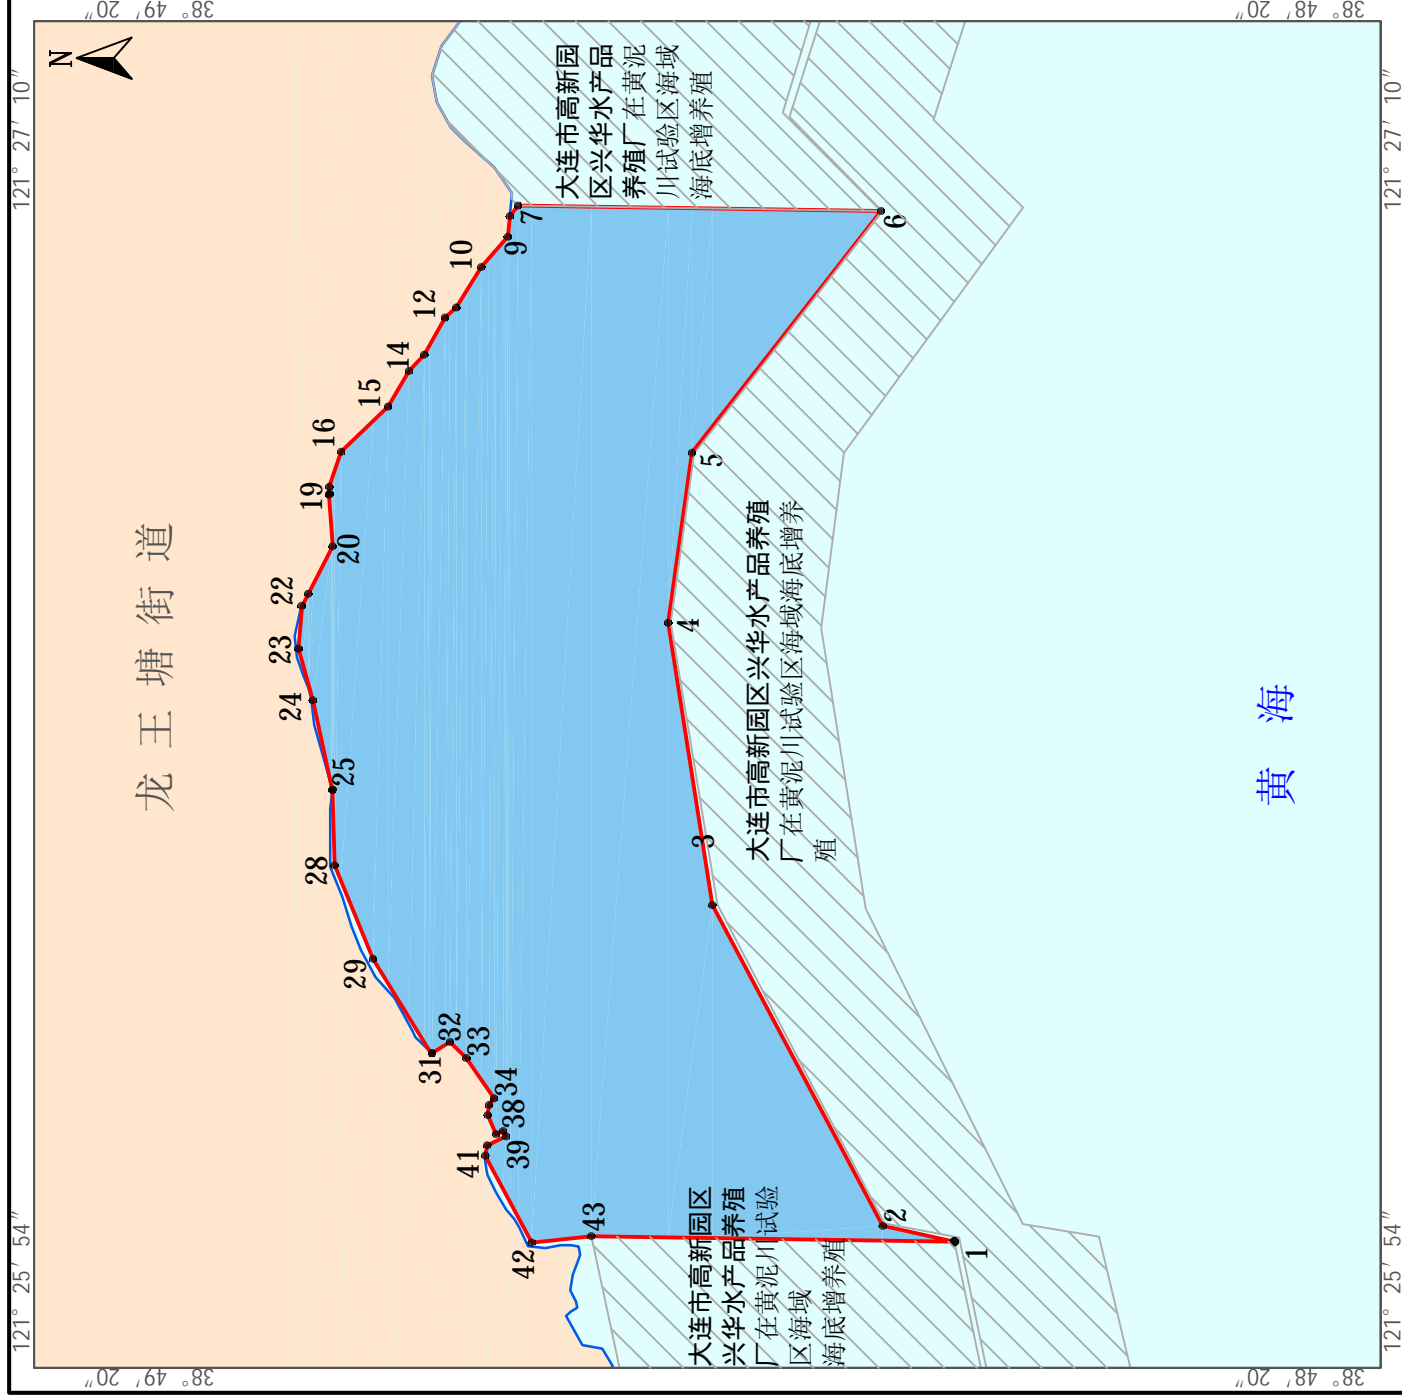 38° 49′ 20″
38° 48′ 20″
121° 27′ 10″
121° 27′ 10″
N
大连市高新园
区兴华水产品
养殖厂在黄泥
川试验区海域
海底增养殖
7
6
9
10
12
14
15
16
19
20
22
23
24
25
28
29
31
32
33
34
38
39
41
42
43
5
4
3
2
1
龙王塘街道
大连市高新园区兴华水产品养殖
厂在黄泥川试验区海域海底增养
殖
黄海
大连市高新园区
兴华水产品养殖
厂在黄泥川试验
区海域
海底增养殖
121° 25′ 54″
121° 25′ 54″
38° 49′ 20″
38° 48′ 20″